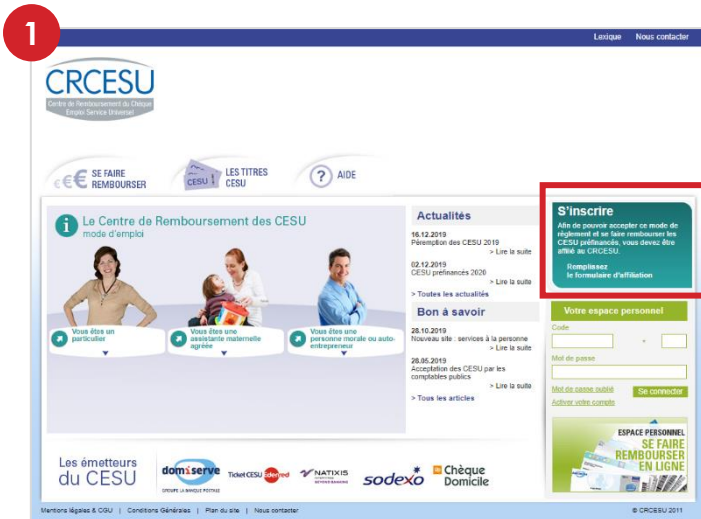 1
Lexique Nous contacter
CRCESU
Centre de Remboursement du Chèque
Emploi Service Universel
€€€ SE FAIRE
REMBOURSER
CESU
LES TITRES
CESU
? AIDE
i Le Centre de Remboursement des CESU
mode d'emploi
Vous êtes un
particulier
Vous êtes une
assistante maternelle
agréée
Vous êtes une
personne morale ou auto-
entrepreneur
Actualités
16.12.2019
Péremption des CESU 2019
> Lire la suite
02.12.2019
CESU préfinancés 2020
> Lire la suite
> Toutes les actualités
Bon à savoir
28.10.2019
Nouveau site : services à la personne
> Lire la suite
28.05.2019
Acceptation des CESU par les
comptables publics
> Lire la suite
> Tous les articles
S'inscrire
Afin de pouvoir accepter ce mode de
règlement et se faire rembourser les
CESU préfinancés, vous devez être
affilié au CRCESU.
Remplissez
le formulaire d'affiliation
Votre espace personnel
Code
-
Mot de passe
Mot de passe oublié
Se connecter
Activer votre compte
ESPACE PERSONNEL
SE FAIRE
REMBOURSER
EN LIGNE
Les émetteurs
du CESU
domiserve
GROUPE LA BANQUE POSTALE
Ticket CESU Edenred
NATIXIS
INTERTITRES
sodexo
Chèque
Domicile
Mentions légales & CGU | Conditions Générales | Plan du site | Nous contacter
© CRCESU 2011